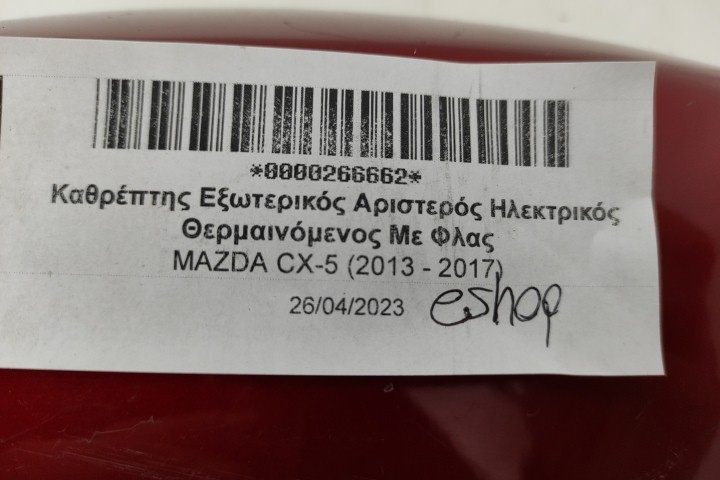 *0000266662*
Καθρέπτης Εξωτερικός Αριστερός Ηλεκτρικός
Θερμαινόμενος Με Φλας
MAZDA CX-5 (2013 - 2017)
26/04/2023 eshop